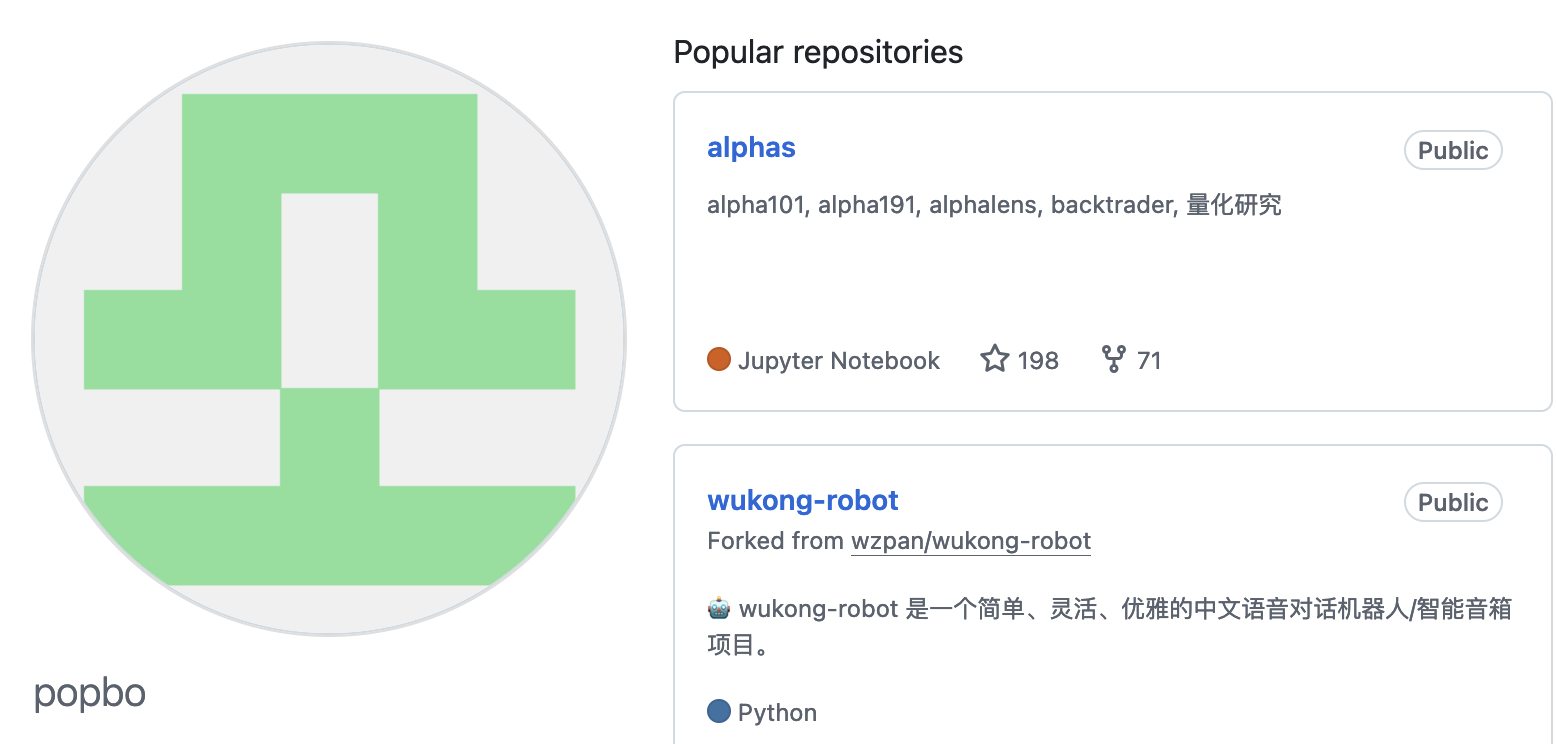 popbo
Popular repositories
alphas
Public
alpha101, alpha191, alphalens, backtrader, 量化研究
Jupyter Notebook 198 71
wukong-robot
Public
Forked from wzpan/wukong-robot
🤖 wukong-robot 是一个简单、灵活、优雅的中文语音对话机器人/智能音箱
项目。
Python